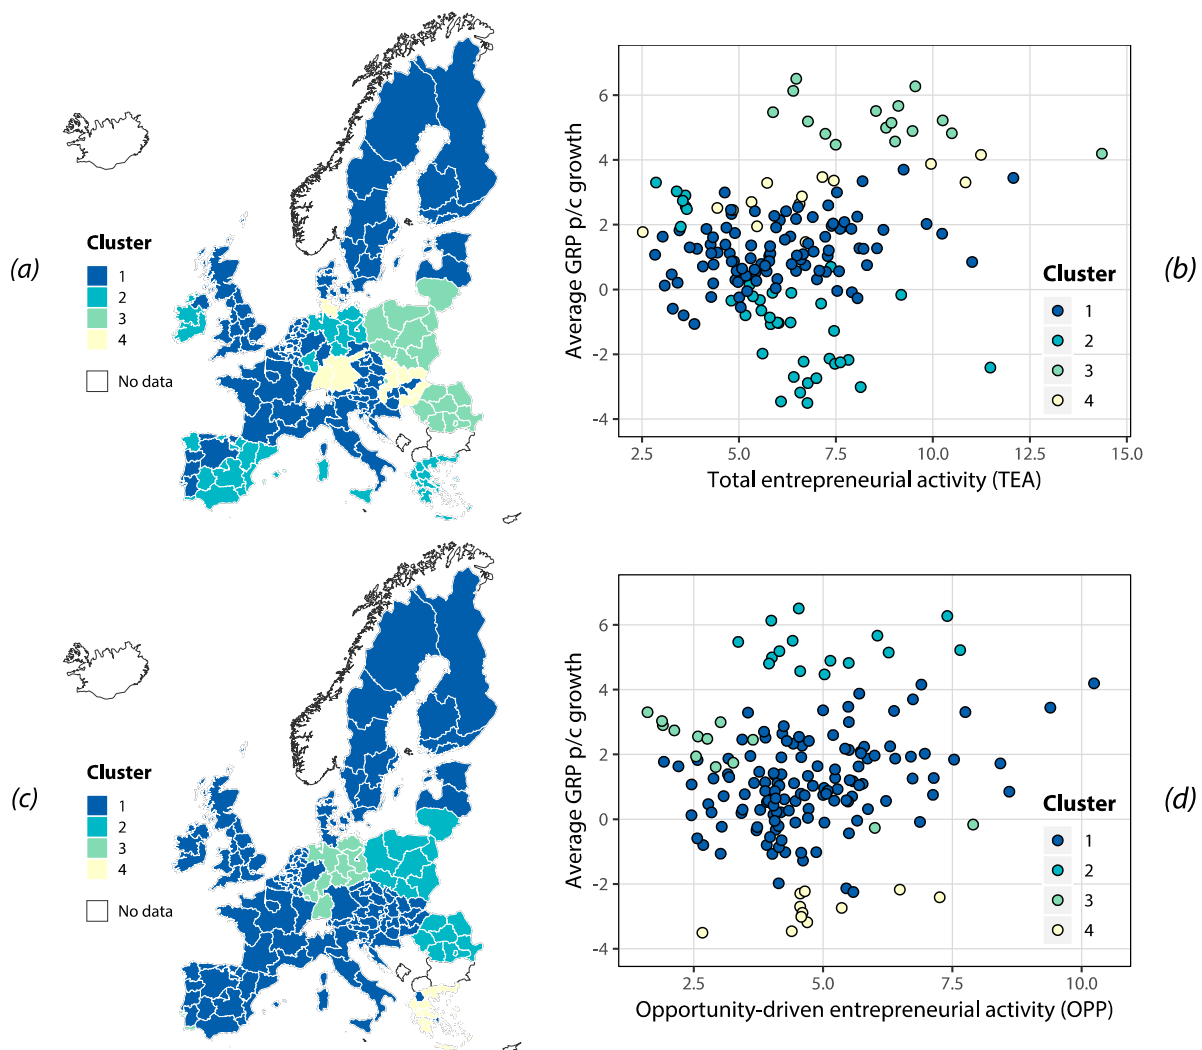 (a)
Cluster
1
2
3
4
No data
Average GRP p/c growth
6
4
2
0
-2
-4
2.5 5.0 7.5 10.0 12.5 15.0
Total entrepreneurial activity (TEA)
Cluster
1
2
3
4
(b)
(c)
Cluster
1
2
3
4
No data
Average GRP p/c growth
6
4
2
0
-2
-4
2.5 5.0 7.5 10.0
Opportunity-driven entrepreneurial activity (OPP)
Cluster
1
2
3
4
(d)